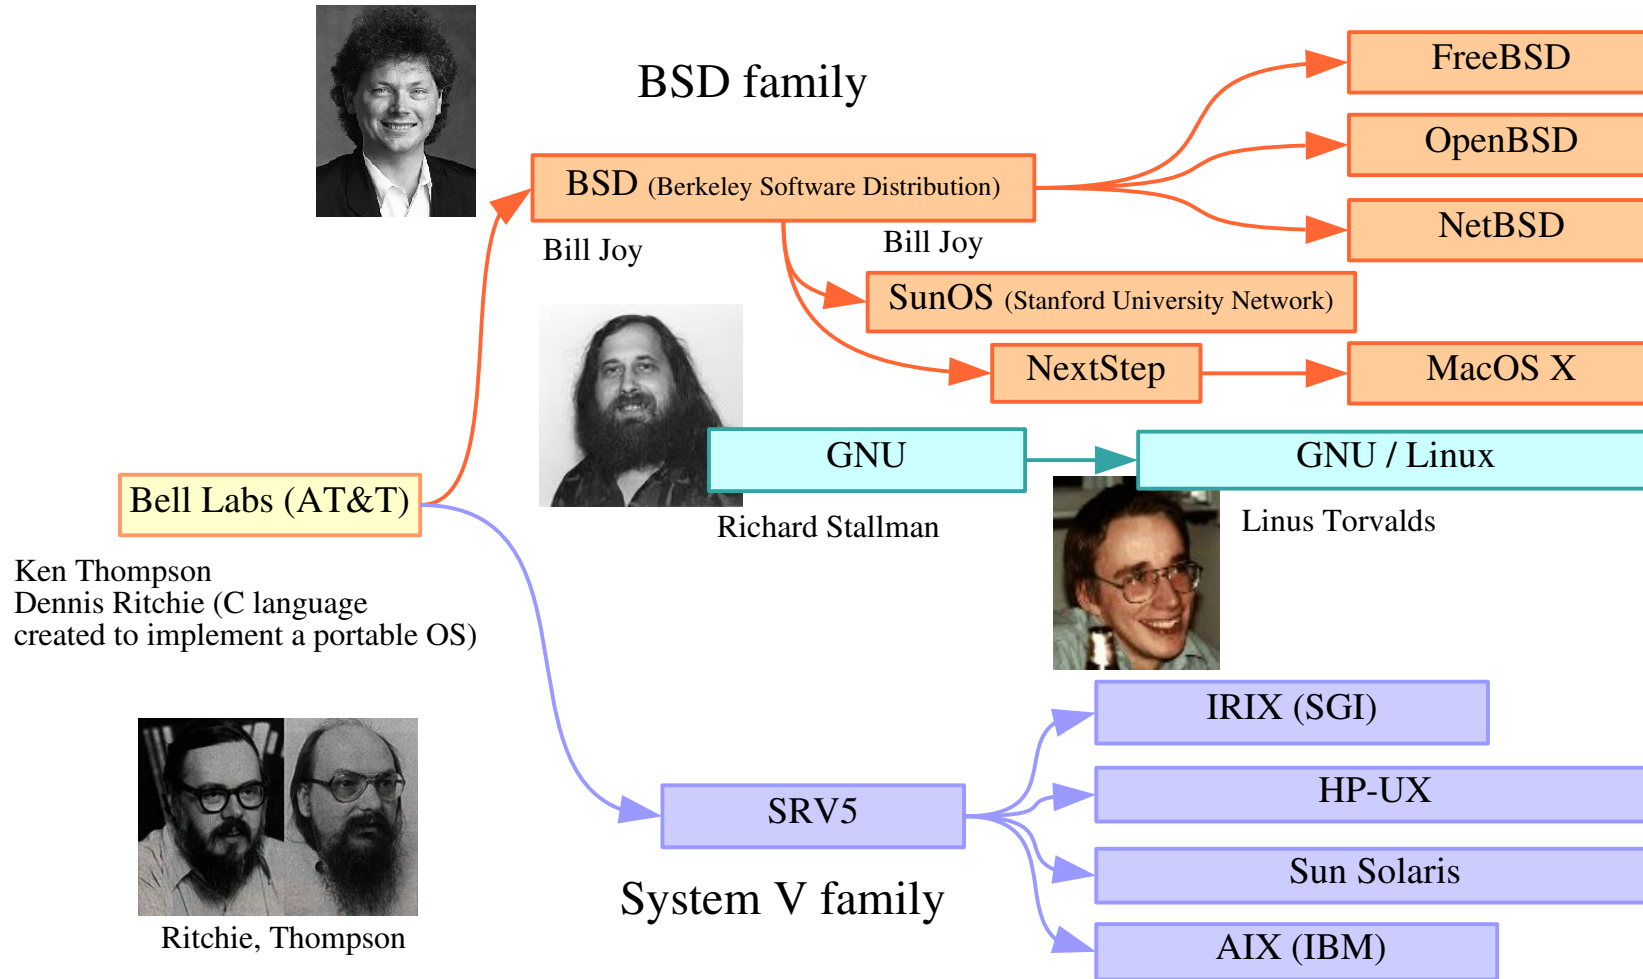 BSD family
FreeBSD
OpenBSD
BSD (Berkeley Software Distribution)
NetBSD
Bill Joy
Bill Joy
SunOS (Stanford University Network)
NextStep
MacOS X
GNU
GNU / Linux
Bell Labs (AT&T)
Richard Stallman
Linus Torvalds
Ken Thompson
Dennis Ritchie (C language
created to implement a portable OS)
IRIX (SGI)
HP-UX
SRV5
Sun Solaris
System V family
AIX (IBM)
Ritchie, Thompson